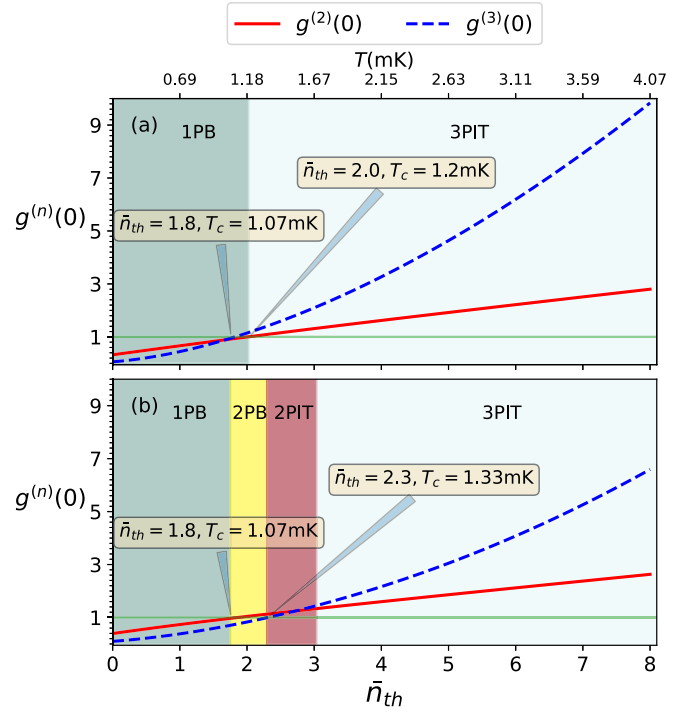 g⁽²⁾(0) g⁽³⁾(0)
T(mK)
0.69 1.18 1.67 2.15 2.63 3.11 3.59 4.07
(a) 1PB 3PIT
n̄_th = 2.0, T_c = 1.2mK
n̄_th = 1.8, T_c = 1.07mK
g⁽ⁿ⁾(0)
9
7
5
3
1
(b) 1PB 2PB 2PIT 3PIT
n̄_th = 2.3, T_c = 1.33mK
n̄_th = 1.8, T_c = 1.07mK
g⁽ⁿ⁾(0)
9
7
5
3
1
0 1 2 3 4 5 6 7 8
n̄_th